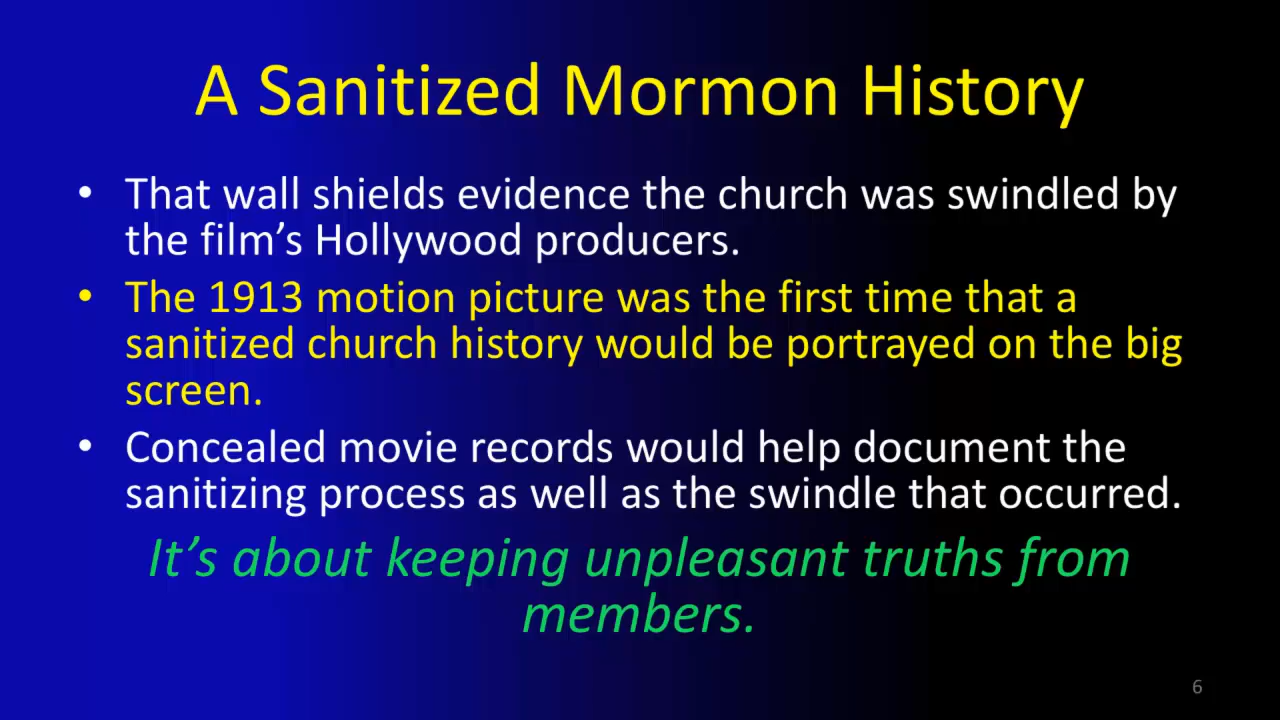 A Sanitized Mormon History
• That wall shields evidence the church was swindled by
the film’s Hollywood producers.
• The 1913 motion picture was the first time that a
sanitized church history would be portrayed on the big
screen.
• Concealed movie records would help document the
sanitizing process as well as the swindle that occurred.
It’s about keeping unpleasant truths from
members.
6